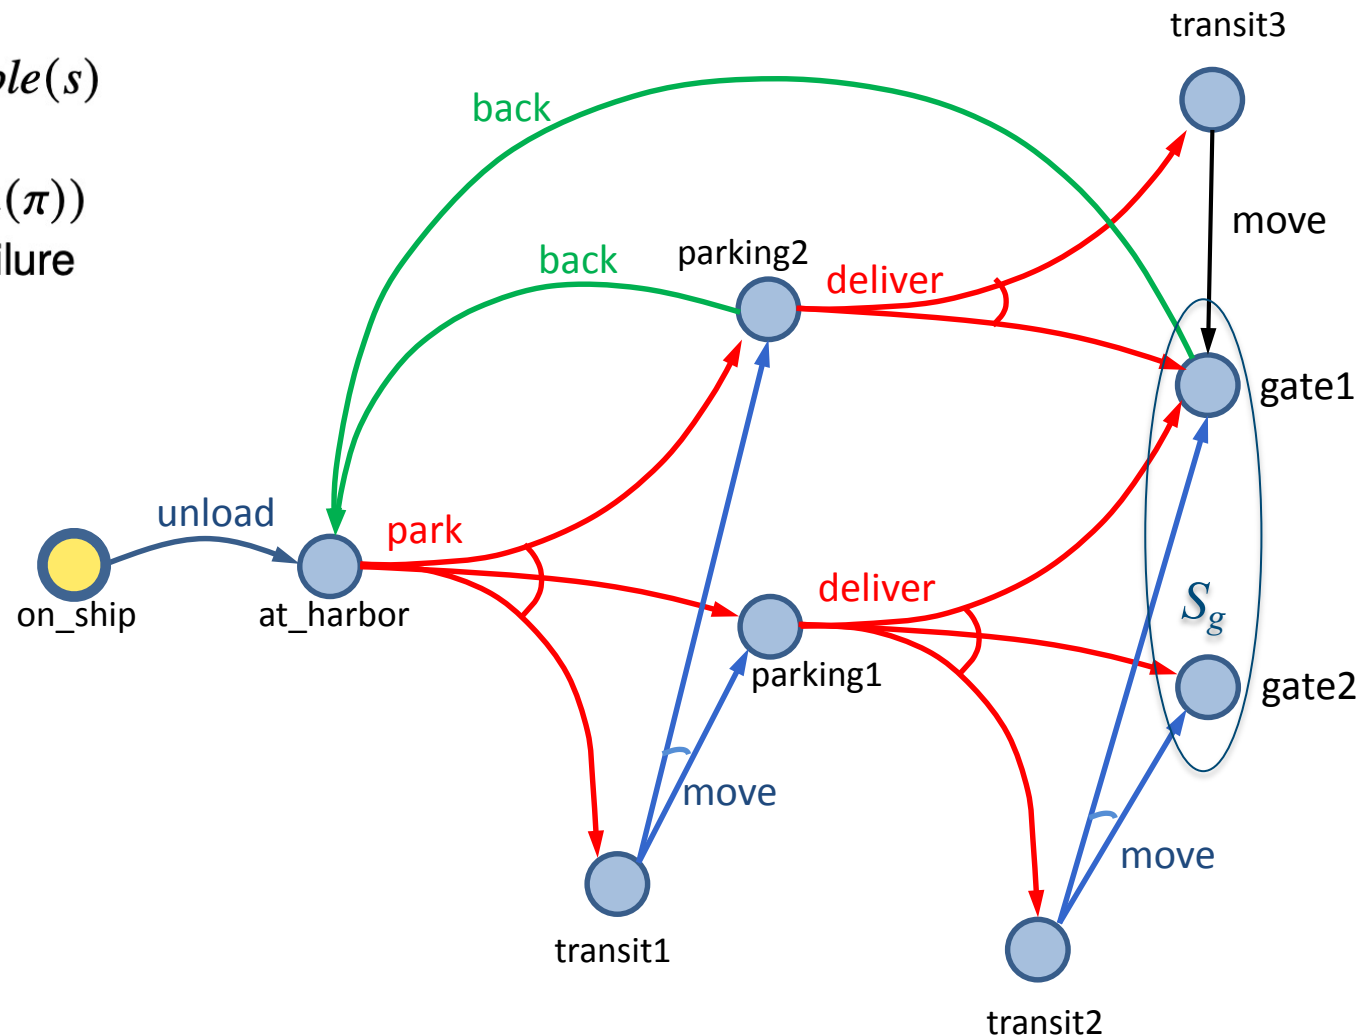 transit3
ple(s)
back
(π))
move
ilure
back
parking2
deliver
gate1
unload
park
on_ship
at_harbor
deliver
S_g
parking1
gate2
move
move
transit1
transit2